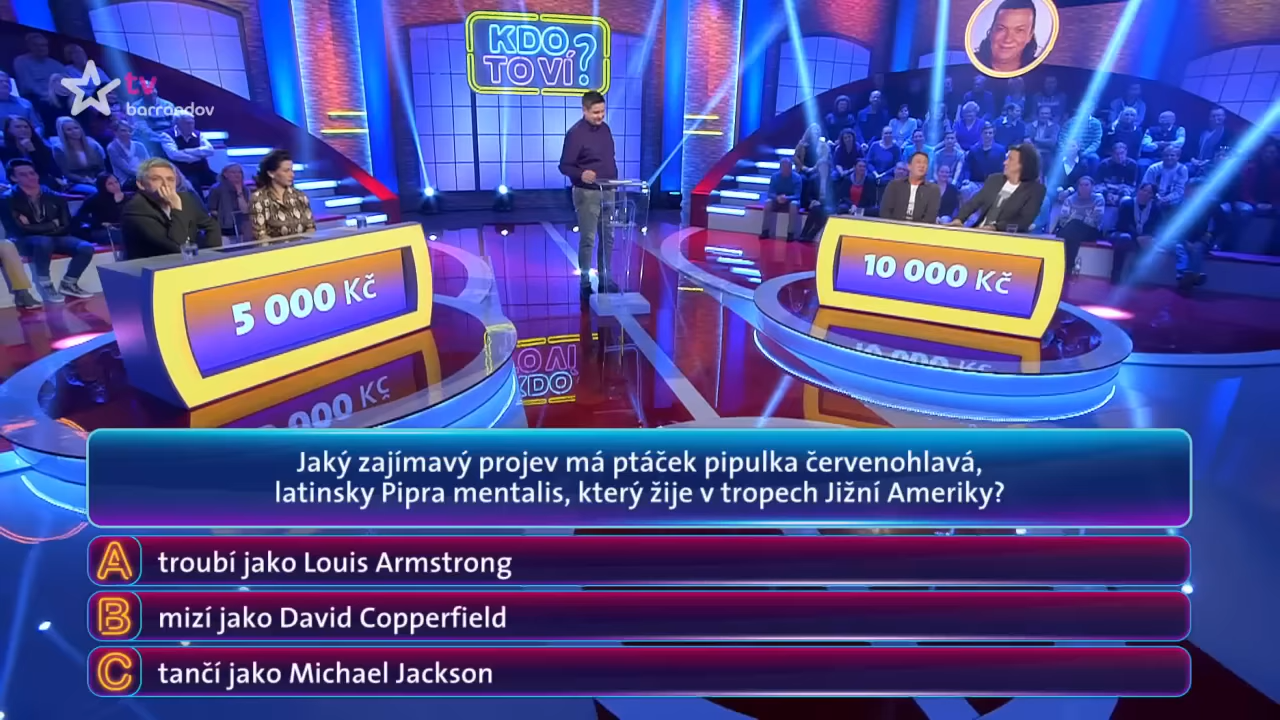 KDO
TO VÍ?
tv
barrandov
5 000 Kč
10 000 Kč
Jaký zajímavý projev má ptáček pipulka červenohlavá,
latinsky Pipra mentalis, který žije v tropech Jižní Ameriky?
A troubí jako Louis Armstrong
B mizí jako David Copperfield
C tančí jako Michael Jackson